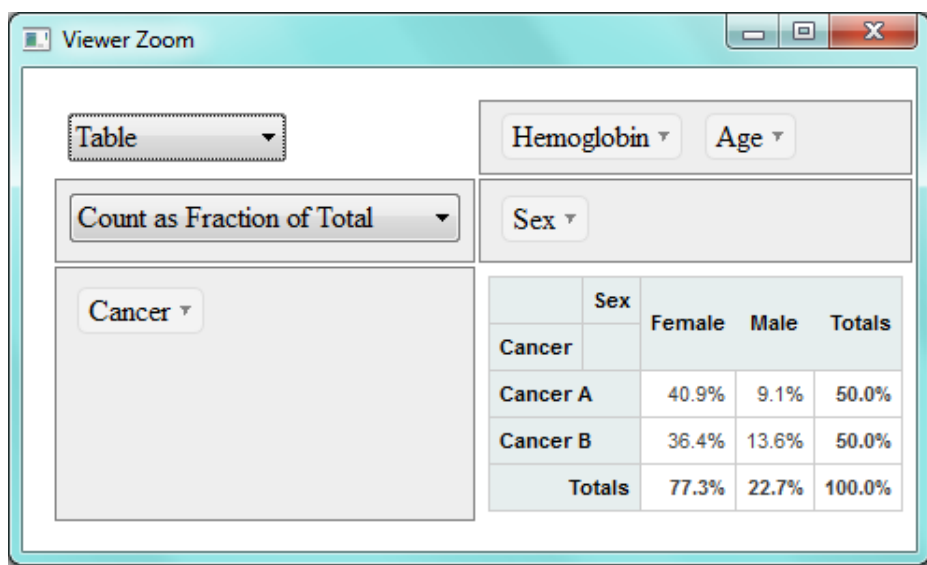 Viewer Zoom
Table
Hemoglobin Age
Count as Fraction of Total
Sex
Cancer
Sex Female Male Totals
Cancer
Cancer A 40.9% 9.1% 50.0%
Cancer B 36.4% 13.6% 50.0%
Totals 77.3% 22.7% 100.0%